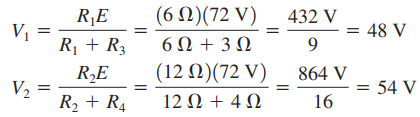 V₁ = R₁E / (R₁ + R₃) = (6 Ω)(72 V) / (6 Ω + 3 Ω) = 432 V / 9 = 48 V
V₂ = R₂E / (R₂ + R₄) = (12 Ω)(72 V) / (12 Ω + 4 Ω) = 864 V / 16 = 54 V